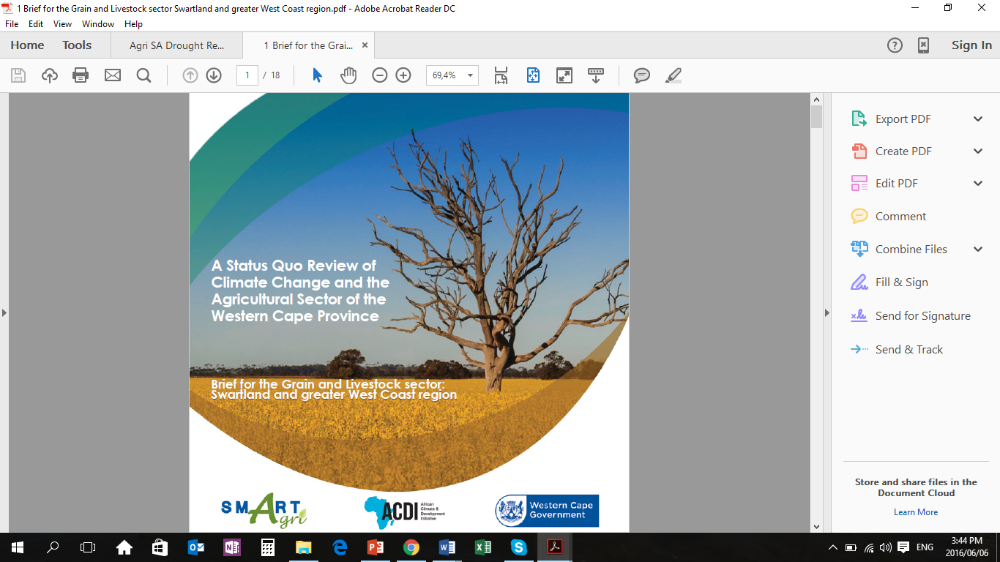 1 Brief for the Grain and Livestock sector Swartland and greater West Coast region.pdf - Adobe Acrobat Reader DC
File Edit View Window Help
Home Tools Agri SA Drought Re... 1 Brief for the Grai... × ? Sign In
1 / 18 69,4%
A Status Quo Review of
Climate Change and the
Agricultural Sector of the
Western Cape Province
Brief for the Grain and Livestock sector:
Swartland and greater West Coast region
SMART
Agri
ACDI
African
Climate &
Development
Initiative
Western Cape
Government
Export PDF
Create PDF
Edit PDF
Comment
Combine Files
Fill & Sign
Send for Signature
Send & Track
Store and share files in the
Document Cloud
Learn More
ENG
3:44 PM
2016/06/06